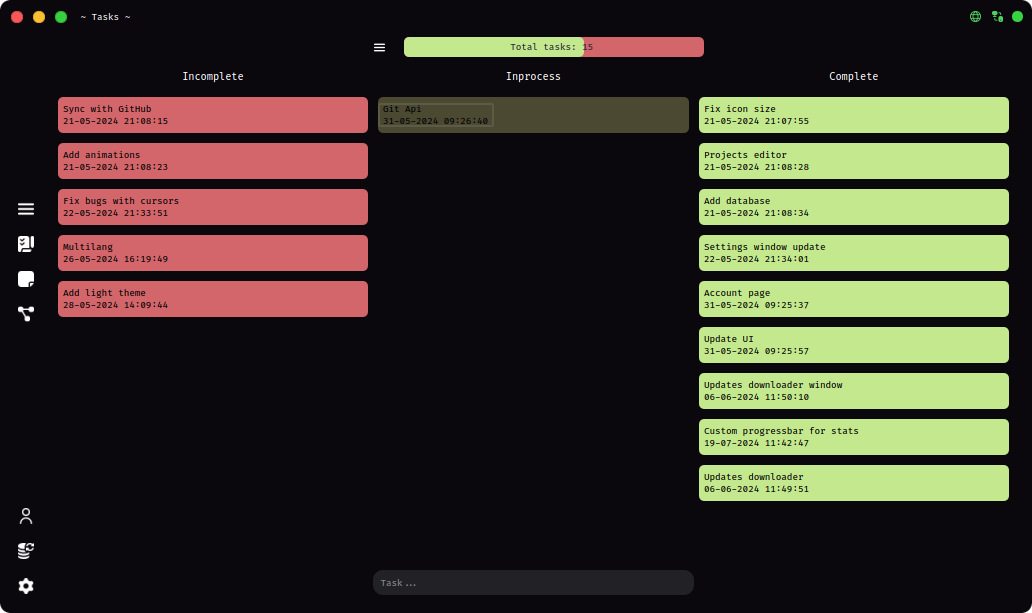 ~ Tasks ~
Total tasks: 15
Incomplete
Sync with GitHub
21-05-2024 21:08:15
Add animations
21-05-2024 21:08:23
Fix bugs with cursors
22-05-2024 21:33:51
Multilang
26-05-2024 16:19:49
Add light theme
28-05-2024 14:09:44
Inprocess
Git Api
31-05-2024 09:26:40
Complete
Fix icon size
21-05-2024 21:07:55
Projects editor
21-05-2024 21:08:28
Add database
21-05-2024 21:08:34
Settings window update
22-05-2024 21:34:01
Account page
31-05-2024 09:25:37
Update UI
31-05-2024 09:25:57
Updates downloader window
06-06-2024 11:50:10
Custom progressbar for stats
19-07-2024 11:42:47
Updates downloader
06-06-2024 11:49:51
Task...